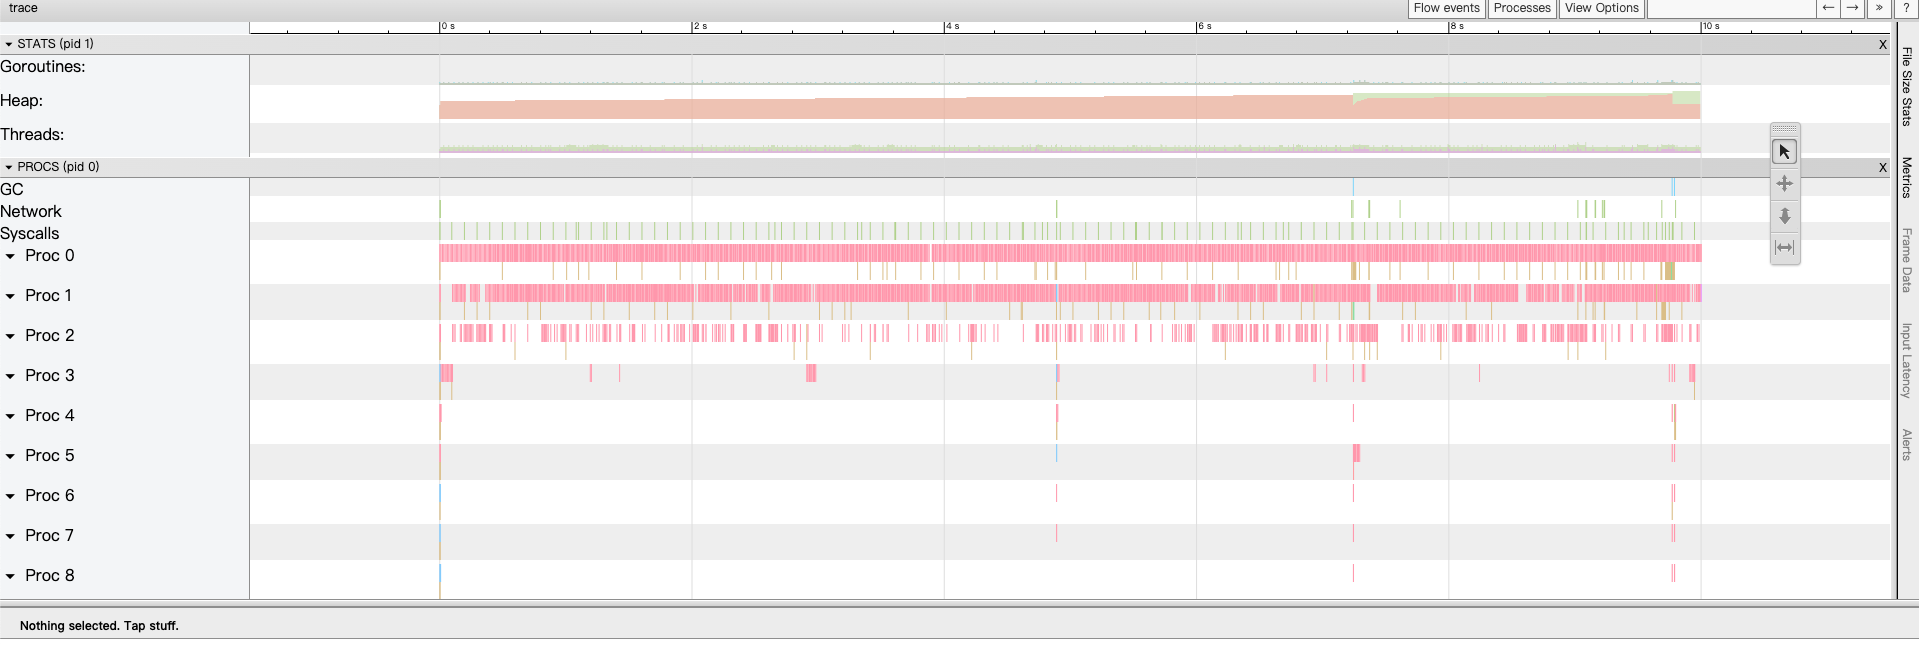 trace
Flow events
Processes
View Options
←
→
»
?
0 s
2 s
4 s
6 s
8 s
10 s
STATS (pid 1)
X
Goroutines:
Heap:
Threads:
PROCS (pid 0)
X
GC
Network
Syscalls
Proc 0
Proc 1
Proc 2
Proc 3
Proc 4
Proc 5
Proc 6
Proc 7
Proc 8
File Size Stats
Metrics
Frame Data
Input Latency
Alerts
Nothing selected. Tap stuff.